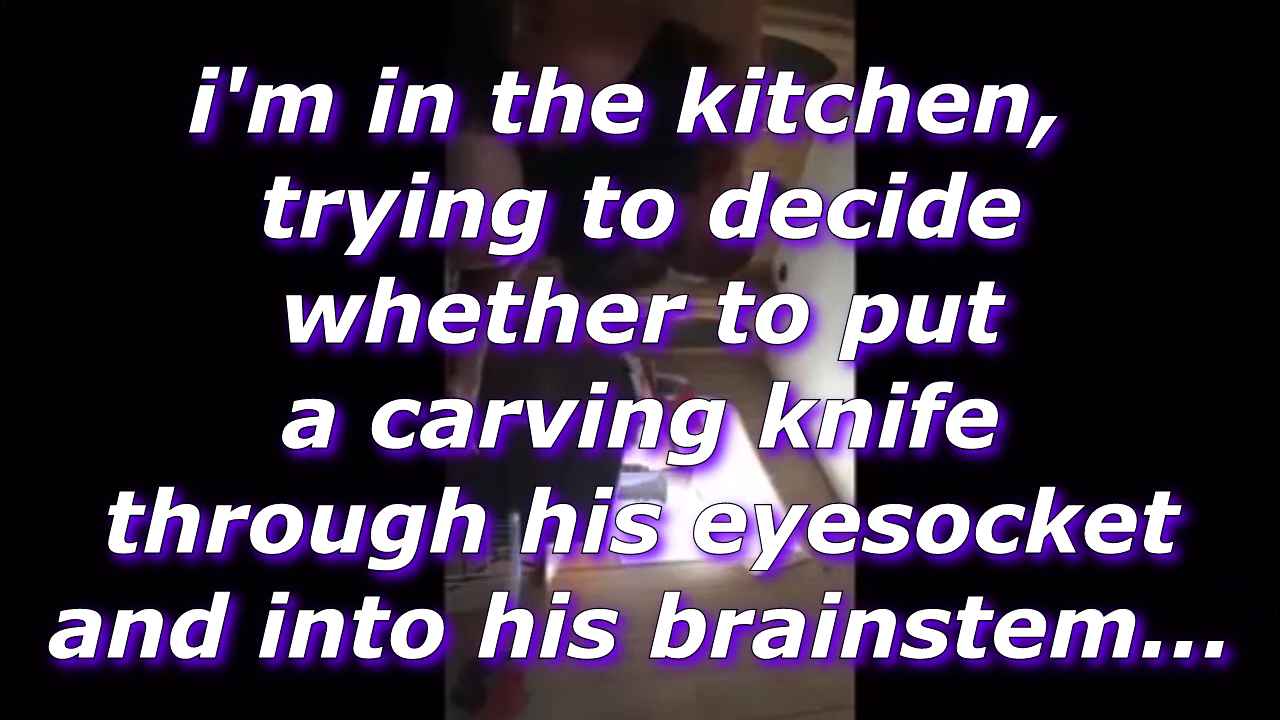 i'm in the kitchen,
trying to decide
whether to put
a carving knife
through his eyesocket
and into his brainstem...